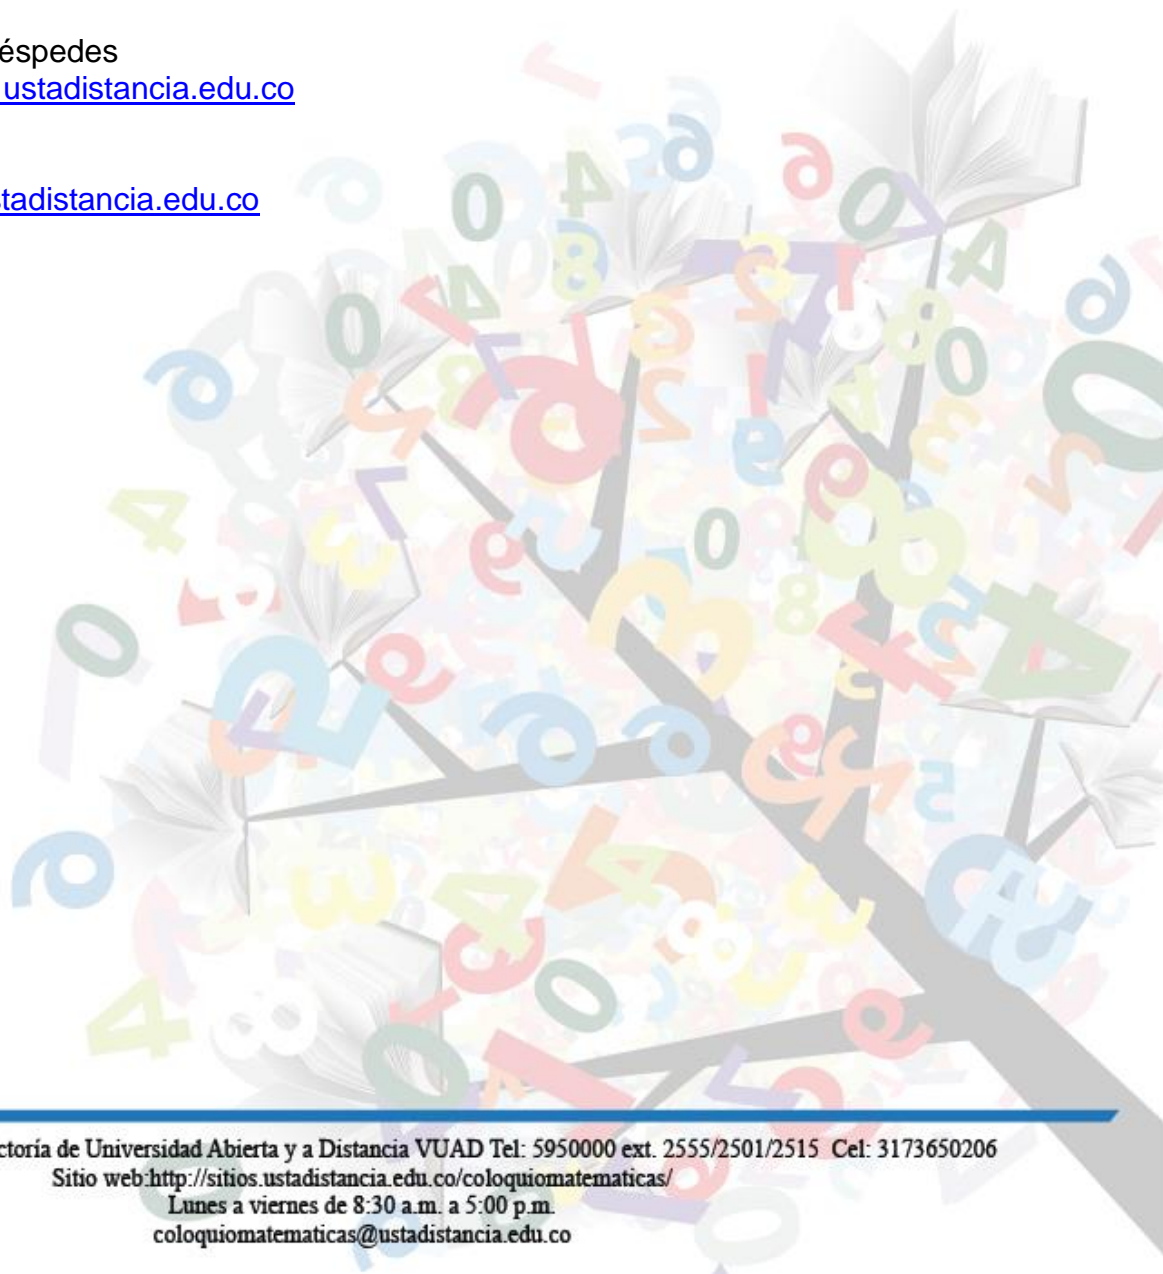 éspedes
ustadistancia.edu.co
stadistancia.edu.co
ctoría de Universidad Abierta y a Distancia VUAD Tel: 5950000 ext. 2555/2501/2515 Cel: 3173650206
Sitio web:http://sitios.ustadistancia.edu.co/coloquiomatematicas/
Lunes a viernes de 8:30 a.m. a 5:00 p.m.
coloquiomatematicas@ustadistancia.edu.co